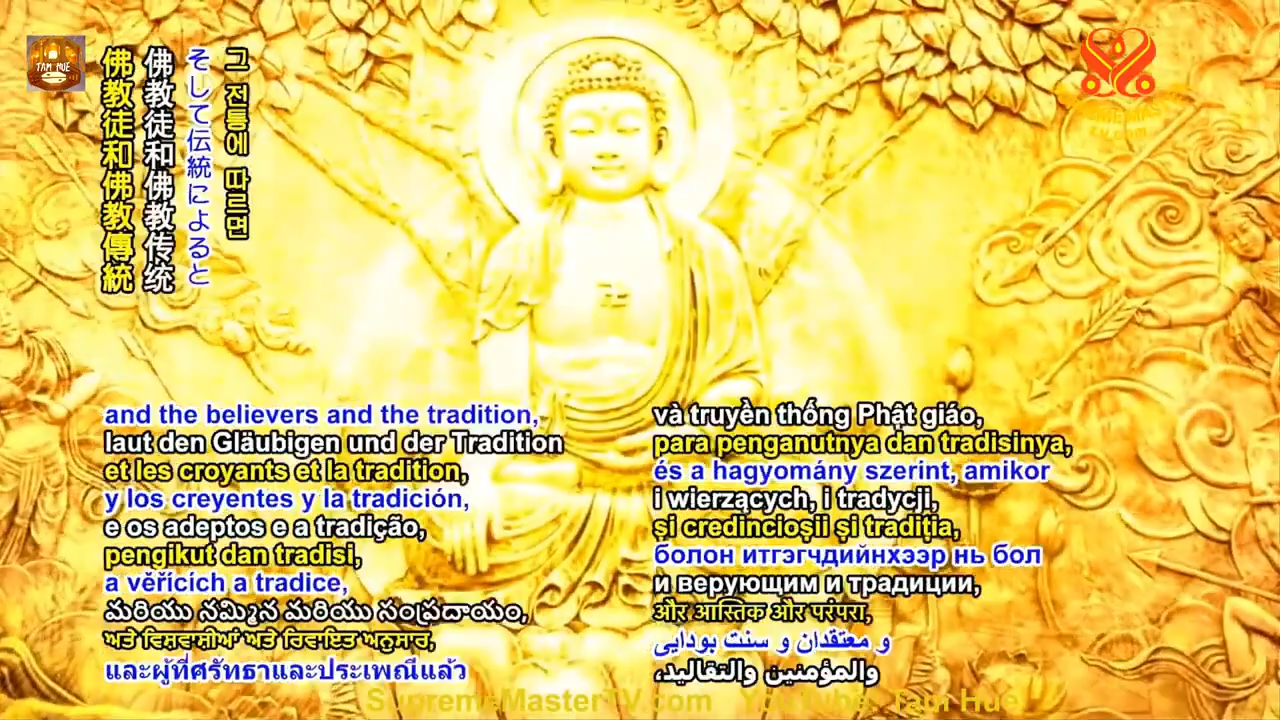 TAM HUE
佛教徒和佛教傳統
佛教徒和佛教传统
そして伝統によると
그 전통에 따르면
and the believers and the tradition,
laut den Gläubigen und der Tradition
et les croyants et la tradition,
y los creyentes y la tradición,
e os adeptos e a tradição,
pengikut dan tradisi,
a věřících a tradice,
మరియు నమ్మిన మరియు సంప్రదాయం,
ਅਤੇ ਵਿਸ਼ਵਾਸ਼ੀਆਂ ਅਤੇ ਰਿਵਾਇਤ ਅਨੁਸਾਰ,
และผู้ที่ศรัทธาและประเพณีแล้ว
và truyền thống Phật giáo,
para penganutnya dan tradisinya,
és a hagyomány szerint, amikor
i wierzących, i tradycji,
și credincioșii și tradiția,
болон итгэгчдийнхээр нь бол
и верующим и традиции,
और आस्तिक और परंपरा,
و معتقدان و سنت بودایی
والمؤمنين والتقاليد،
SupremeMasterTV.com YouTube: Tam Hue